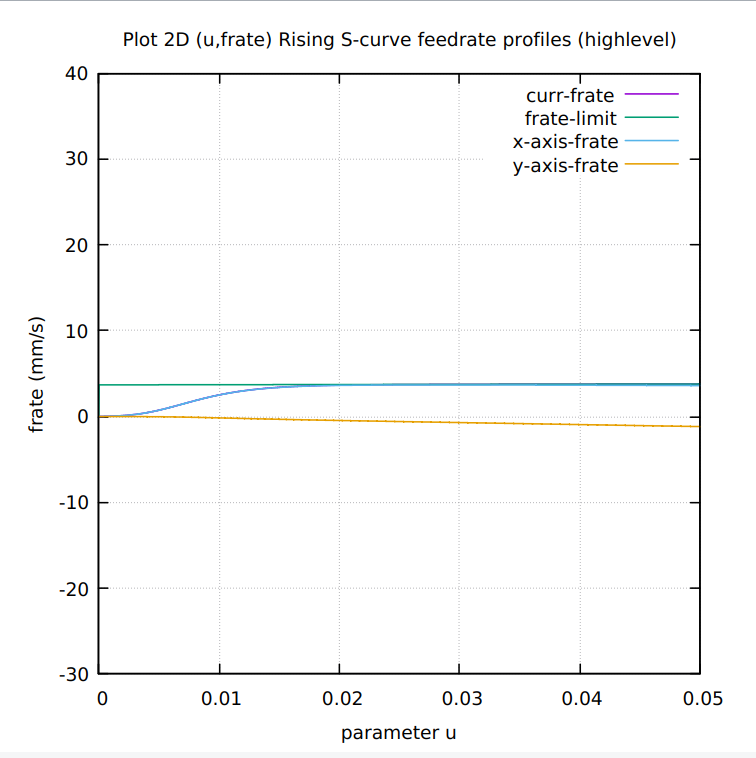 Plot 2D (u,frate) Rising S-curve feedrate profiles (highlevel)
40
30
20
10
0
-10
-20
-30
frate (mm/s)
curr-frate
frate-limit
x-axis-frate
y-axis-frate
0 0.01 0.02 0.03 0.04 0.05
parameter u